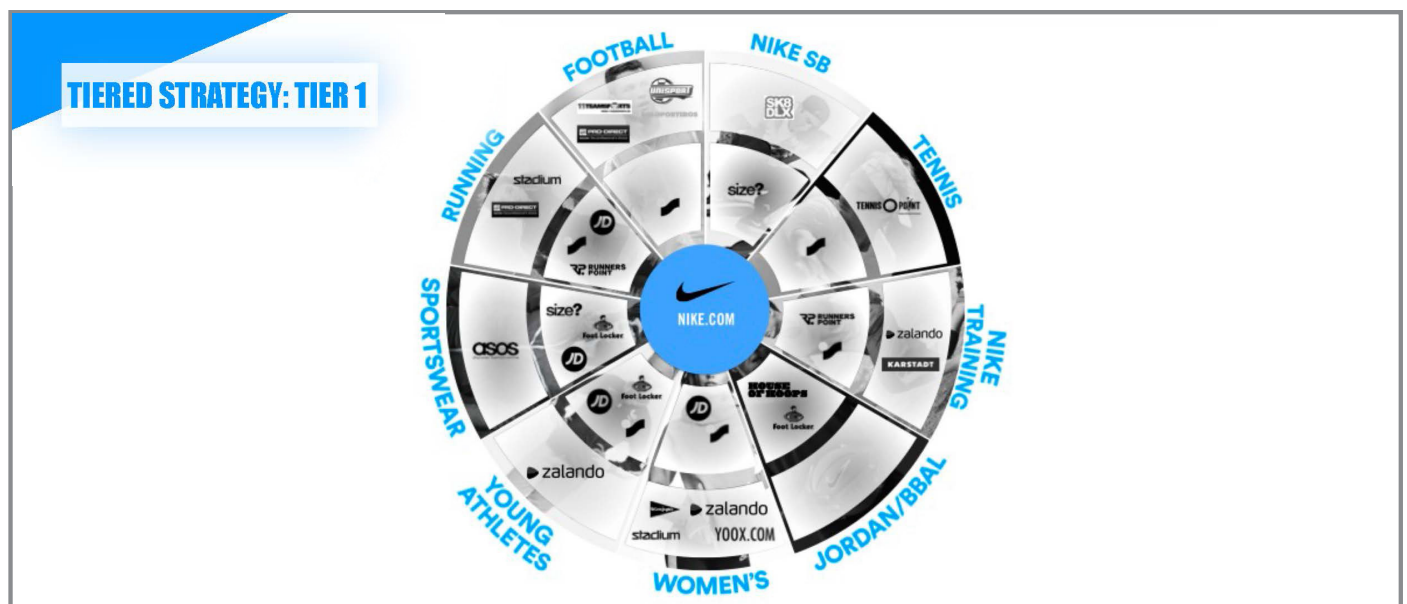 TIERED STRATEGY: TIER 1
FOOTBALL
UNISPORT
11TEAMSPORTS
PRO-DIRECT
NIKE SB
SK8
DLX
size?
TENNIS
TENNIS POINT
NIKE
TRAINING
RUNNERS
POINT
zalando
KARSTADT
JORDAN/BBAL
HOUSE
OF HOOPS
Foot Locker
WOMEN'S
JD
zalando
stadium
YOOX.COM
YOUNG
ATHLETES
JD
Foot Locker
zalando
SPORTSWEAR
size?
Foot Locker
JD
asos
RUNNING
stadium
PRO-DIRECT
JD
RUNNERS
POINT
NIKE.COM